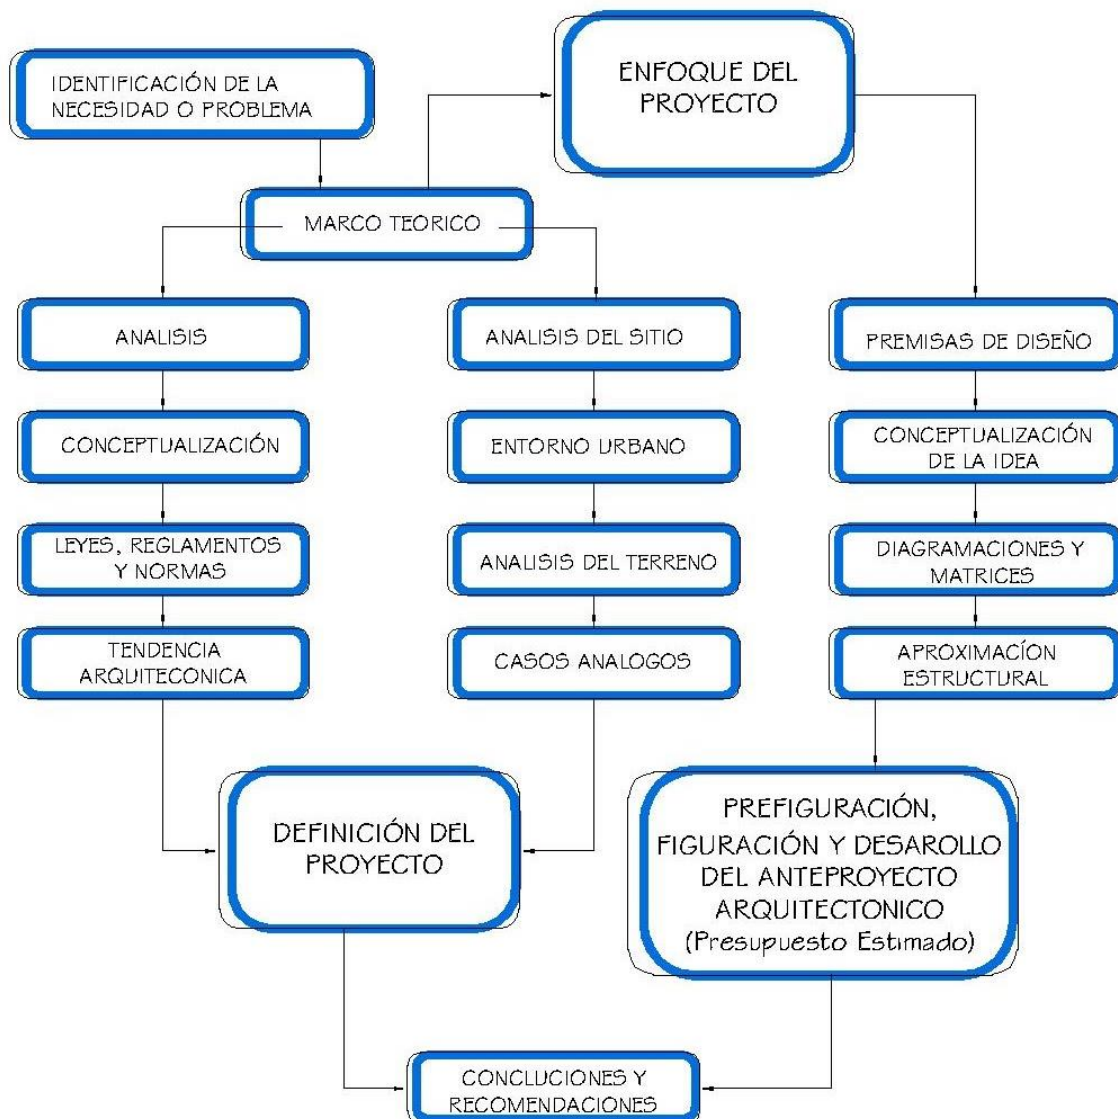 IDENTIFICACIÓN DE LA
NECESIDAD O PROBLEMA
ENFOQUE DEL
PROYECTO
MARCO TEORICO
ANALISIS
CONCEPTUALIZACIÓN
LEYES, REGLAMENTOS
Y NORMAS
TENDENCIA
ARQUITECONICA
ANALISIS DEL SITIO
ENTORNO URBANO
ANALISIS DEL TERRENO
CASOS ANALOGOS
PREMISAS DE DISEÑO
CONCEPTUALIZACIÓN
DE LA IDEA
DIAGRAMACIONES Y
MATRICES
APROXIMACÍON
ESTRUCTURAL
DEFINICIÓN DEL
PROYECTO
PREFIGURACIÓN,
FIGURACIÓN Y DESAROLLO
DEL ANTEPROYECTO
ARQUITECTONICO
(Presupuesto Estimado)
CONCLUCIONES Y
RECOMENDACIONES